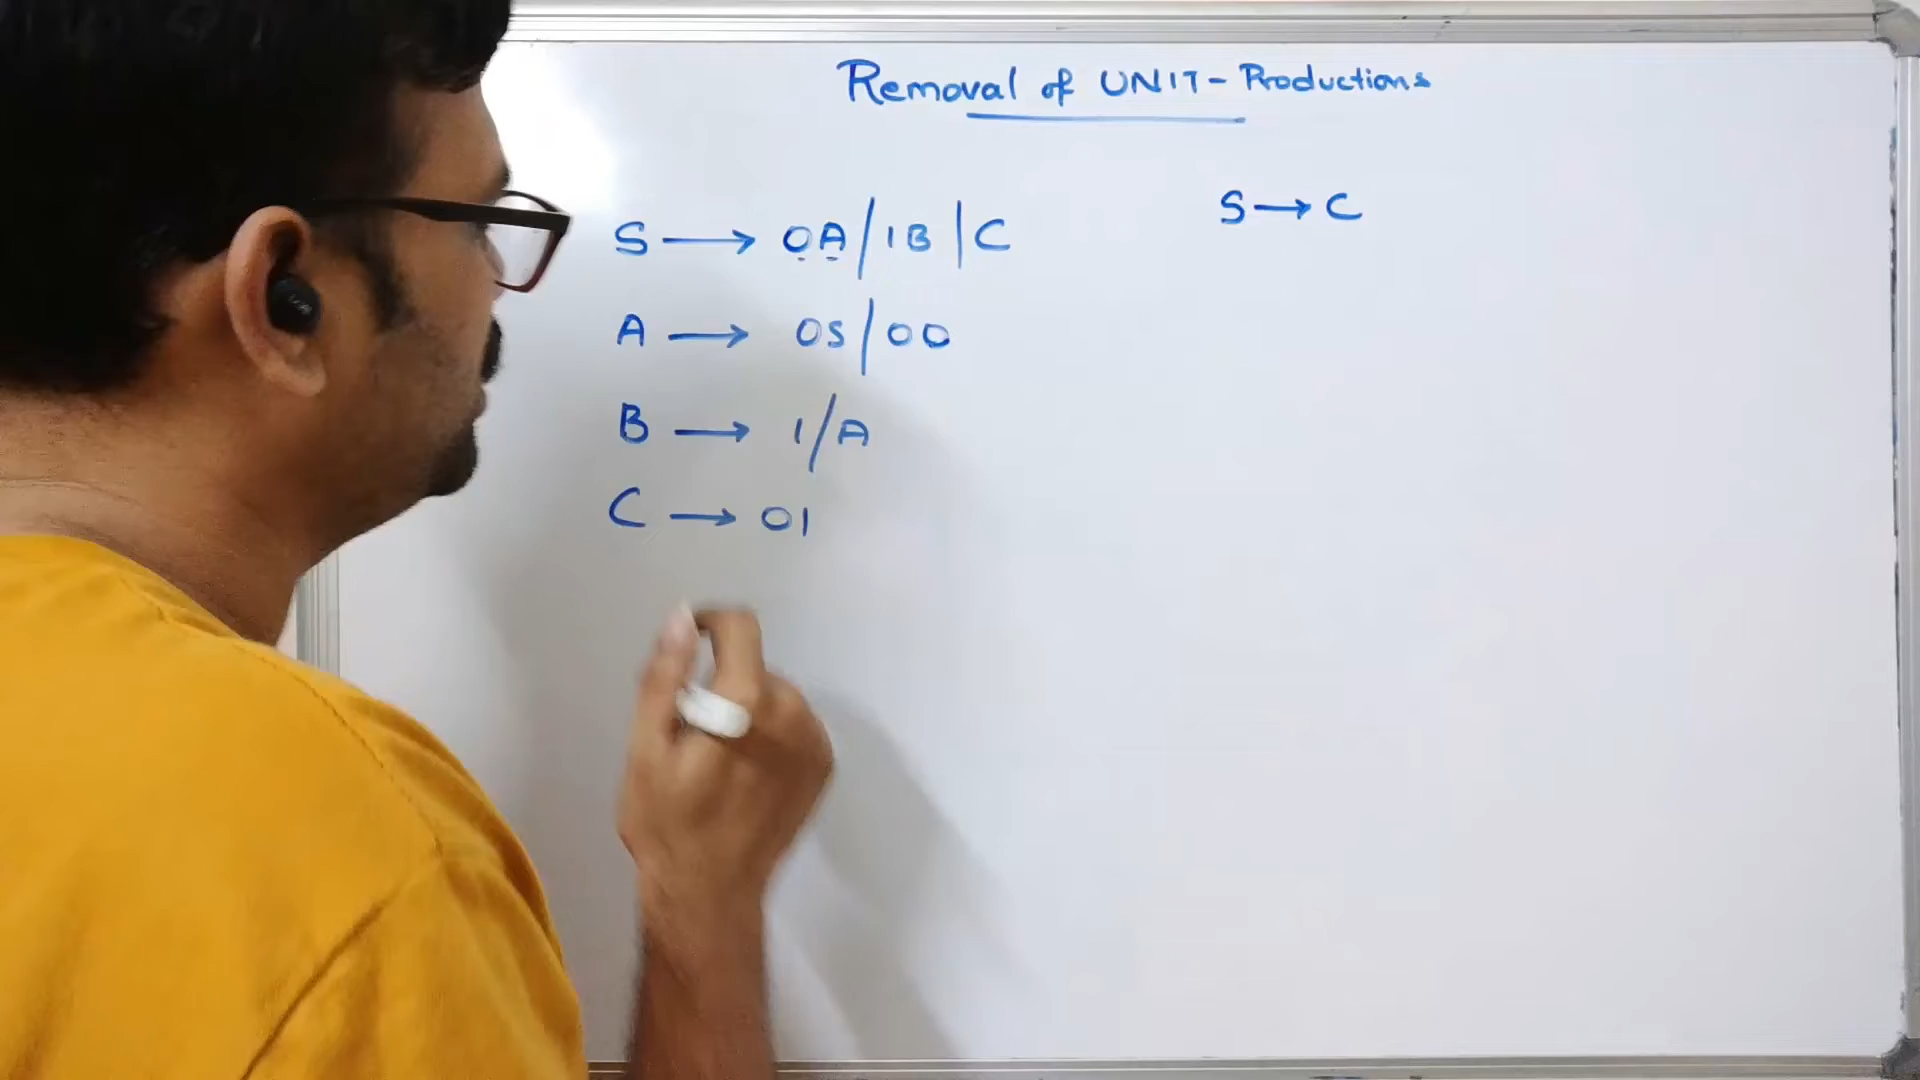 Removal of UNIT- Productions
S → 0A/1B|C
S → C
A → 0S/00
B → 1/A
C → 01